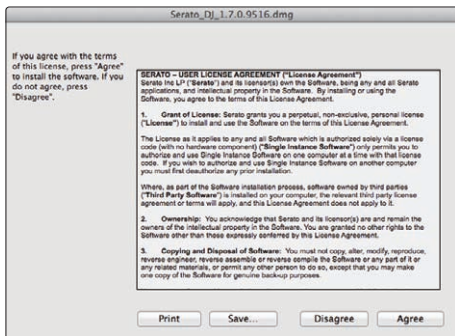 Serato_DJ_1.7.0.9516.dmg
If you agree with the terms
of this license, press "Agree"
to install the software. If you
do not agree, press
"Disagree".
SERATO – USER LICENSE AGREEMENT ("License Agreement")
Serato Inc LP ("Serato") and its licensor(s) own the Software, being any and all Serato
applications, and intellectual property in the Software. By installing or using the
Software, you agree to the terms of this License Agreement.
1. Grant of License: Serato grants you a perpetual, non-exclusive, personal license
("License") to install and use the Software on the terms of this License Agreement.
The License as it applies to any and all Software which is authorized solely via a license
code (with no hardware component) ("Single Instance Software") only permits you to
authorize and use Single Instance Software on one computer at a time with that license
code. If you wish to authorize and use Single Instance Software on another computer
you must first deauthorize any prior installation.
Where, as part of the Software installation process, software owned by third parties
("Third Party Software") is installed on your computer, the relevant third party license
agreement or terms will apply, and this License Agreement does not apply to it.
2. Ownership: You acknowledge that Serato and its licensor(s) are and remain the
owners of the intellectual property in the Software. You are granted no other rights to the
Software other than these expressly conferred by this License Agreement.
3. Copying and Disposal of Software: You must not copy, alter, modify, reproduce,
reverse engineer, reverse assemble or reverse compile the Software or any part of it or
any related materials, or permit any other person to do so, except that you may make
one copy of the Software for genuine back-up purposes.
Print Save... Disagree Agree